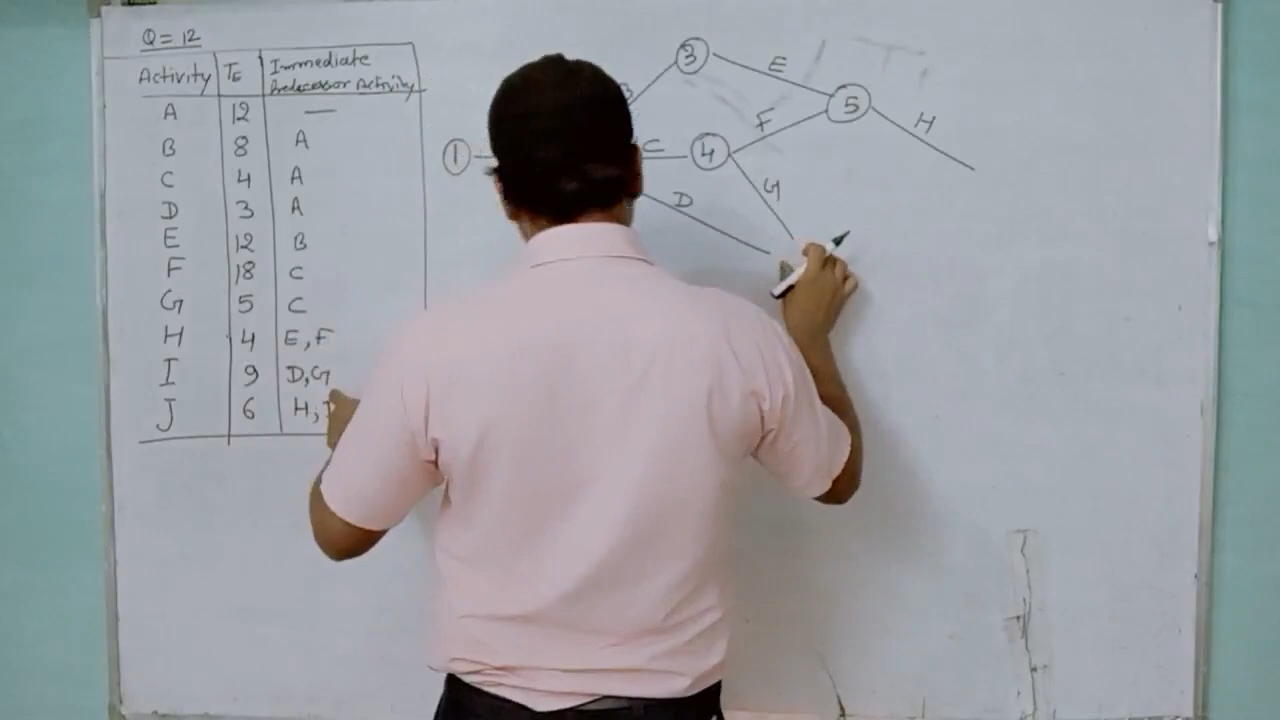 Q = 12
Activity TE Immediate Predecessor Activity
A 12 —
B 8 A
C 4 A
D 3 A
E 12 B
F 18 C
G 5 C
H 4 E, F
I 9 D, G
J 6 H,
1
3
E
5
H
F
C
4
G
D